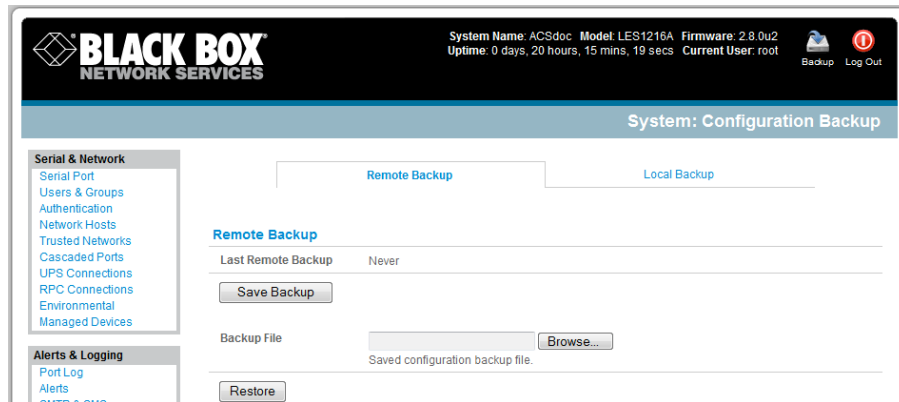 BLACK BOX
NETWORK SERVICES
System Name: ACSdoc Model: LES1216A Firmware: 2.8.0u2
Uptime: 0 days, 20 hours, 15 mins, 19 secs Current User: root
Backup
Log Out
System: Configuration Backup
Serial & Network
Serial Port
Users & Groups
Authentication
Network Hosts
Trusted Networks
Cascaded Ports
UPS Connections
RPC Connections
Environmental
Managed Devices
Alerts & Logging
Port Log
Alerts
Remote Backup
Local Backup
Remote Backup
Last Remote Backup Never
Save Backup
Backup File
Browse...
Saved configuration backup file.
Restore